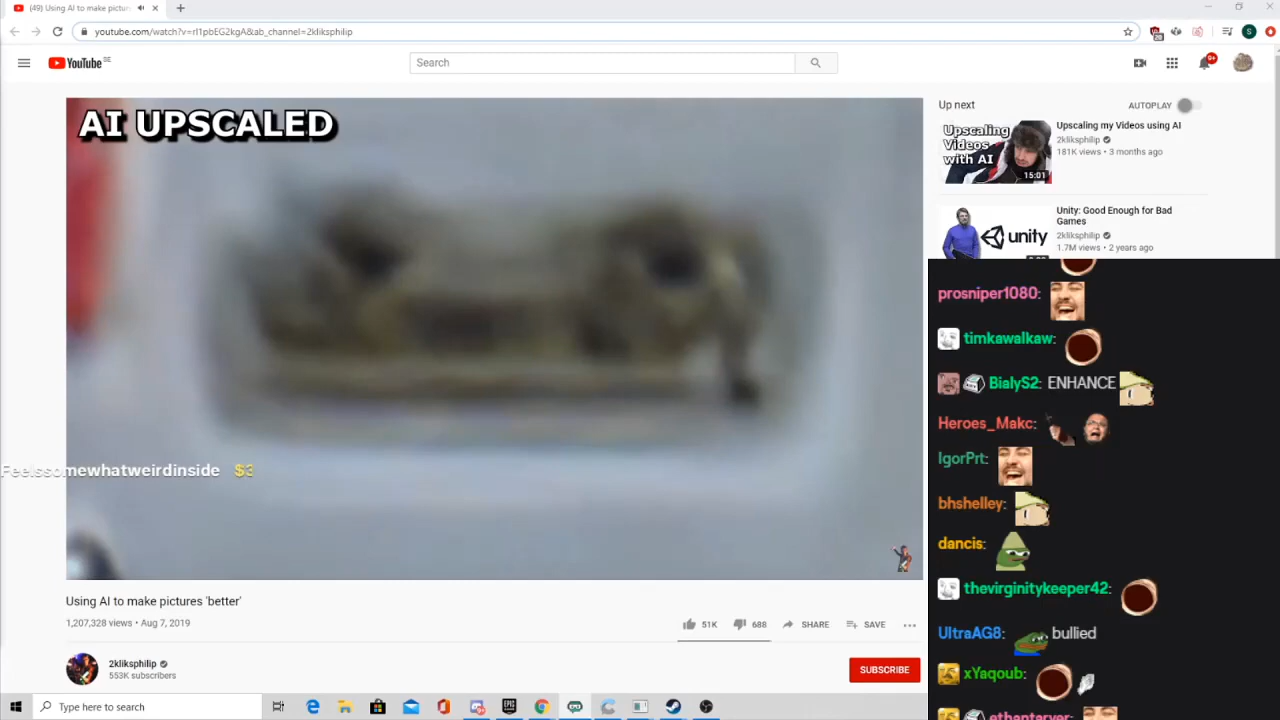 (49) Using AI to make pictur
youtube.com/watch?v=rI1pbEG2kgA&ab_channel=2kliksphilip
YouTube
Search
9+
S
AI UPSCALED
Up next
AUTOPLAY
Upscaling
Videos
with AI
15:01
Upscaling my Videos using AI
2kliksphilip
181K views • 3 months ago
unity
Unity: Good Enough for Bad
Games
2kliksphilip
1.7M views • 2 years ago
prosniper1080:
timkawalkaw:
BialyS2: ENHANCE
Heroes_Makc:
IgorPrt:
bhshelley:
dancis:
thevirginitykeeper42:
UltraAG8: bullied
xYaqoub:
ethantarver:
Feelssomewhatweirdinside $3
Using AI to make pictures 'better'
1,207,328 views • Aug 7, 2019
51K
688
SHARE
SAVE
2kliksphilip
553K subscribers
SUBSCRIBE
Type here to search